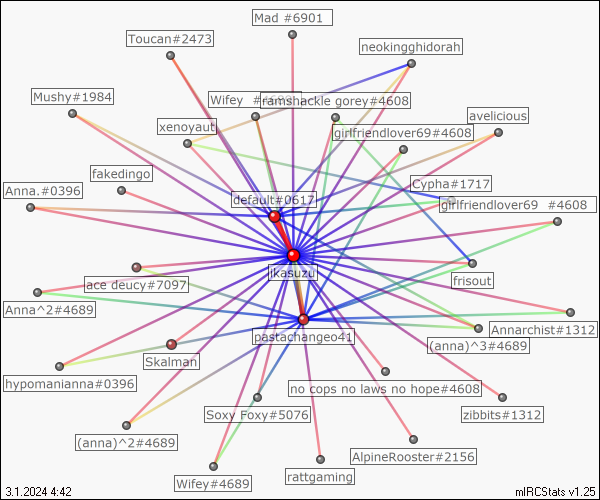 Mad #6901
Toucan#2473
neokingghidorah
Mushy#1984
Wifey
ramshackle gorey#4608
avelicious
xenoyaut
girlfriendlover69#4608
fakedingo
Cypha#1717
Anna.#0396
default#0617
girlfriendlover69 #4608
ikasuzu
frisout
ace deucy#7097
Anna^2#4689
Annarchist#1312
pastachangeo41
(anna)^3#4689
Skalman
hypomanianna#0396
no cops no laws no hope#4608
Soxy Foxy#5076
zibbits#1312
(anna)^2#4689
AlpineRooster#2156
Wifey#4689
rattgaming
3.1.2024 4:42
mIRCStats v1.25